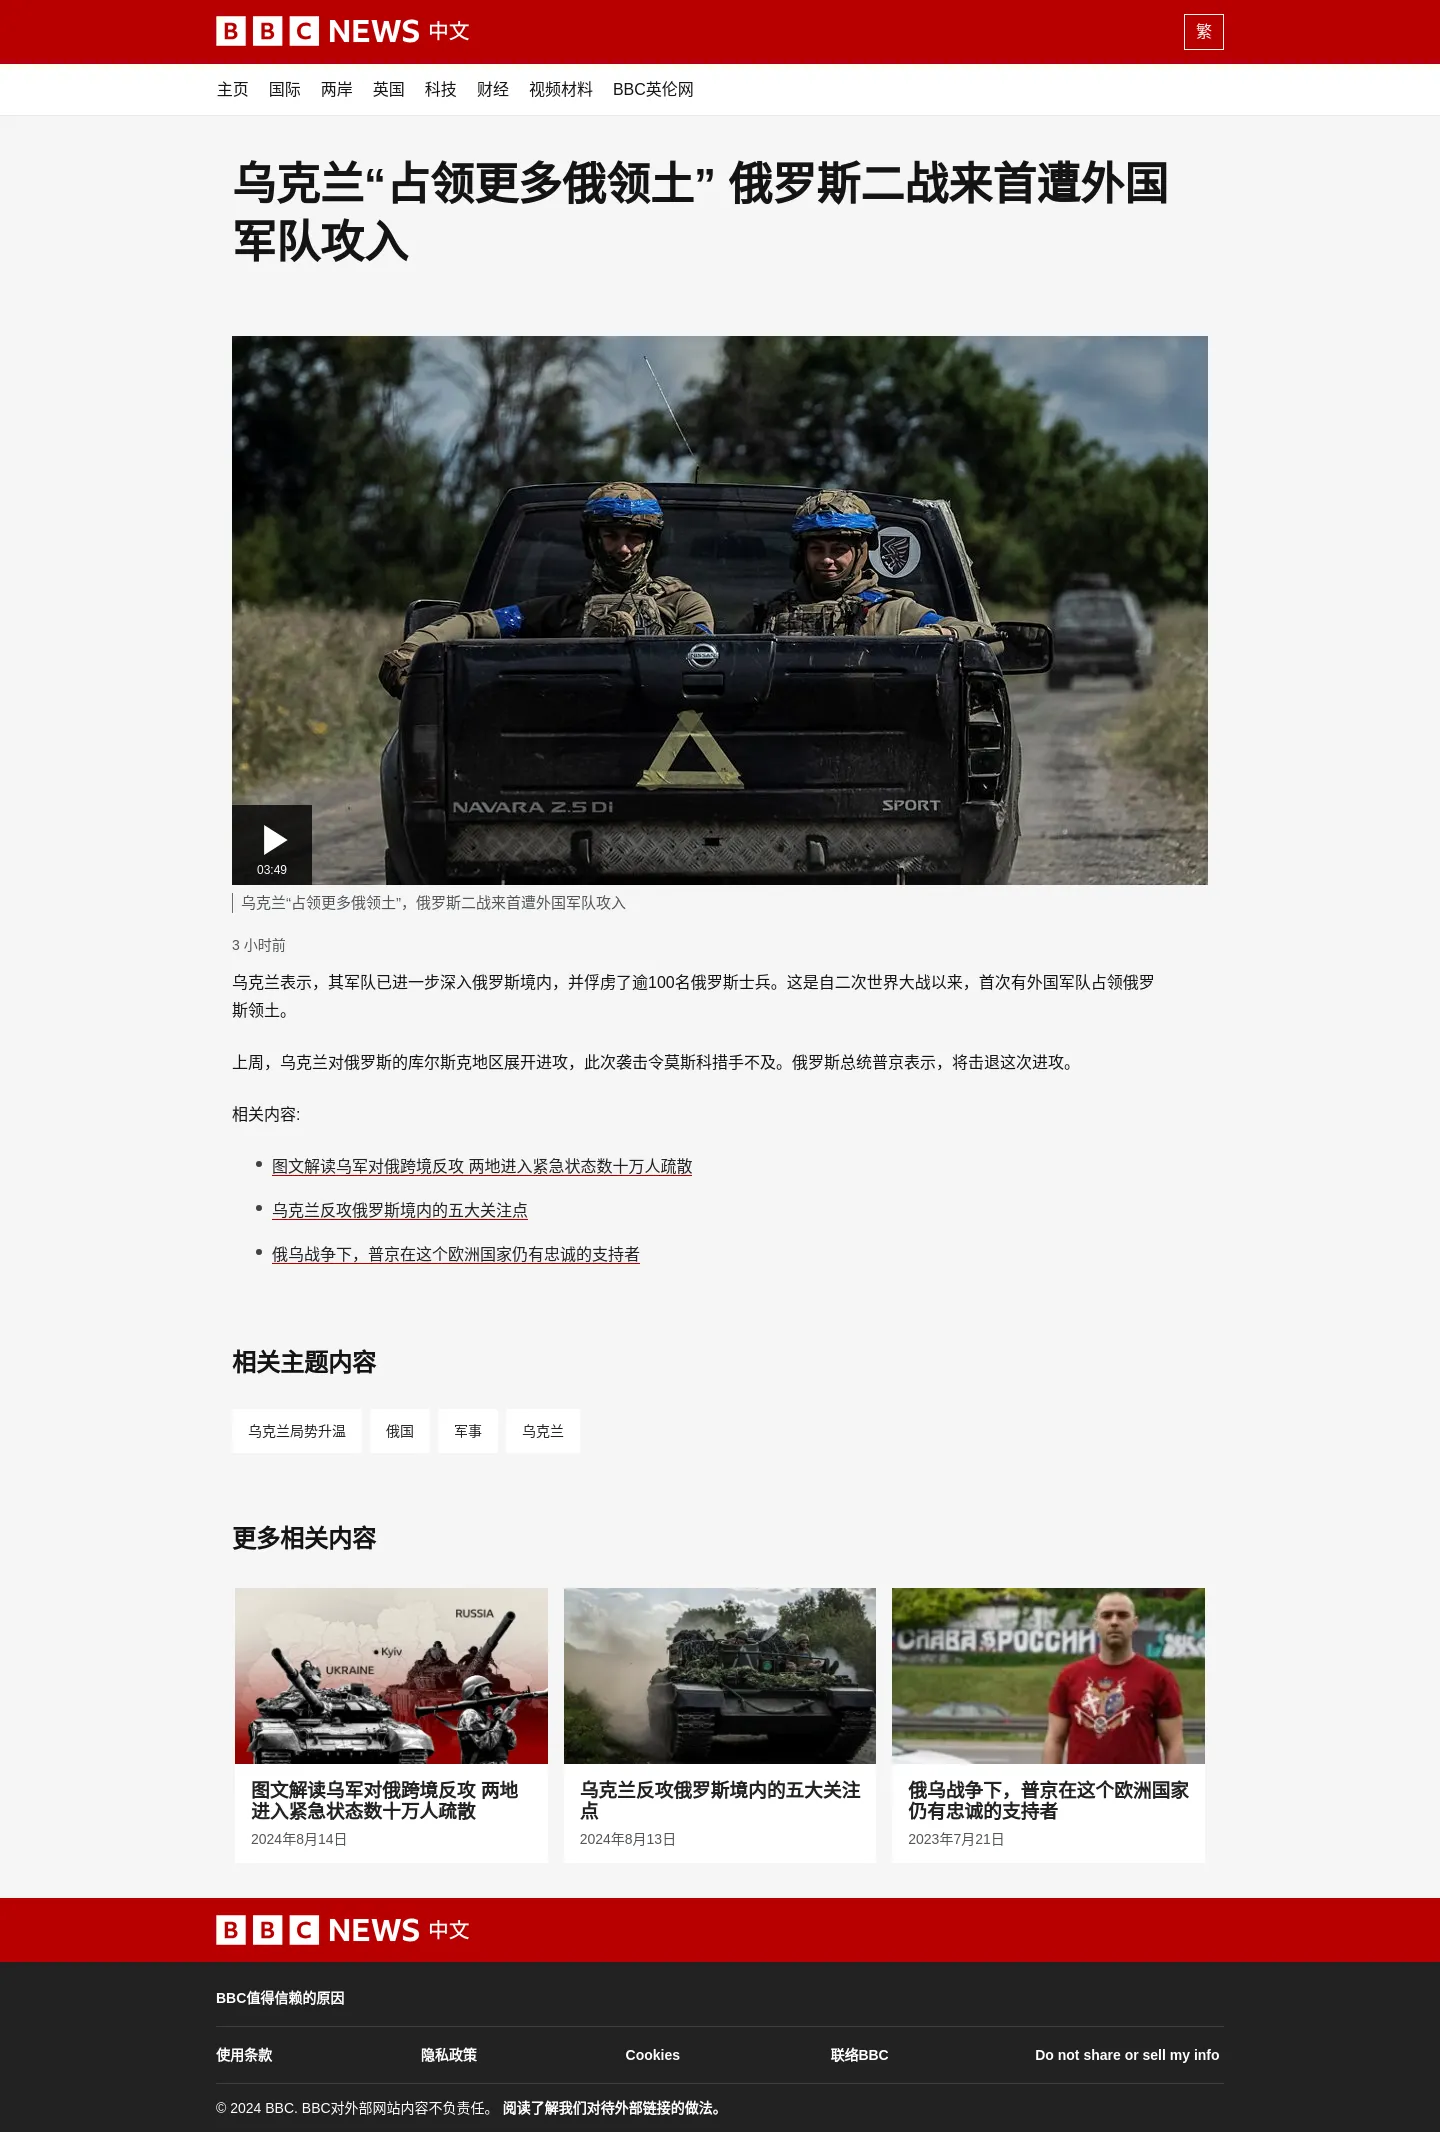 BBC NEWS 中文
繁
主页 国际 两岸 英国 科技 财经 视频材料 BBC英伦网
乌克兰“占领更多俄领土” 俄罗斯二战来首遭外国
军队攻入
NISSAN
NAVARA 2.5 Di
SPORT
03:49
乌克兰“占领更多俄领土”，俄罗斯二战来首遭外国军队攻入
3 小时前
乌克兰表示，其军队已进一步深入俄罗斯境内，并俘虏了逾100名俄罗斯士兵。这是自二次世界大战以来，首次有外国军队占领俄罗
斯领土。
上周，乌克兰对俄罗斯的库尔斯克地区展开进攻，此次袭击令莫斯科措手不及。俄罗斯总统普京表示，将击退这次进攻。
相关内容:
图文解读乌军对俄跨境反攻 两地进入紧急状态数十万人疏散
乌克兰反攻俄罗斯境内的五大关注点
俄乌战争下，普京在这个欧洲国家仍有忠诚的支持者
相关主题内容
乌克兰局势升温 俄国 军事 乌克兰
更多相关内容
RUSSIA
Kyiv
UKRAINE
СЛАВА РОССИИ
图文解读乌军对俄跨境反攻 两地
进入紧急状态数十万人疏散
2024年8月14日
乌克兰反攻俄罗斯境内的五大关注
点
2024年8月13日
俄乌战争下，普京在这个欧洲国家
仍有忠诚的支持者
2023年7月21日
BBC NEWS 中文
BBC值得信赖的原因
使用条款 隐私政策 Cookies 联络BBC Do not share or sell my info
© 2024 BBC. BBC对外部网站内容不负责任。 阅读了解我们对待外部链接的做法。